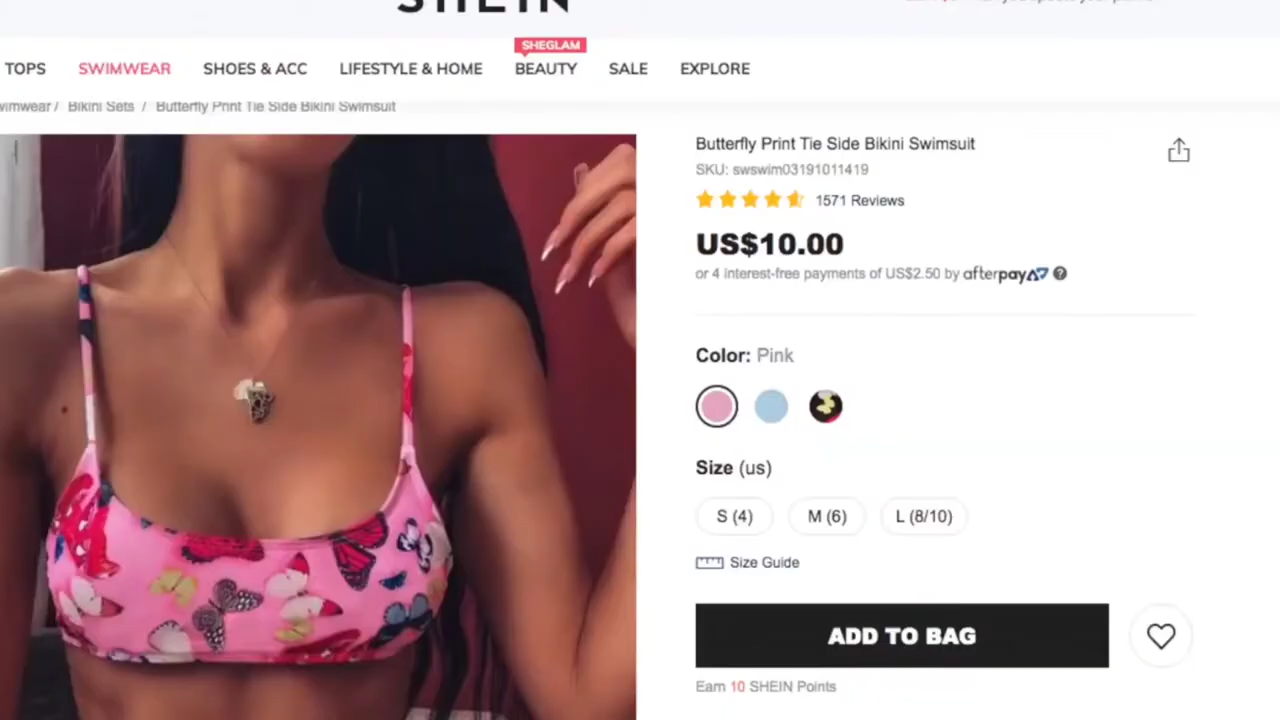 SHEIN
SHEGLAM
TOPS SWIMWEAR SHOES & ACC LIFESTYLE & HOME BEAUTY SALE EXPLORE
Bikini Sets / Butterfly Print Tie Side Bikini Swimsuit
Butterfly Print Tie Side Bikini Swimsuit
SKU: swswim03191011419
1571 Reviews
US$10.00
or 4 interest-free payments of US$2.50 by afterpay ?
Color: Pink
Size (us)
S (4) M (6) L (8/10)
Size Guide
ADD TO BAG
Earn 10 SHEIN Points